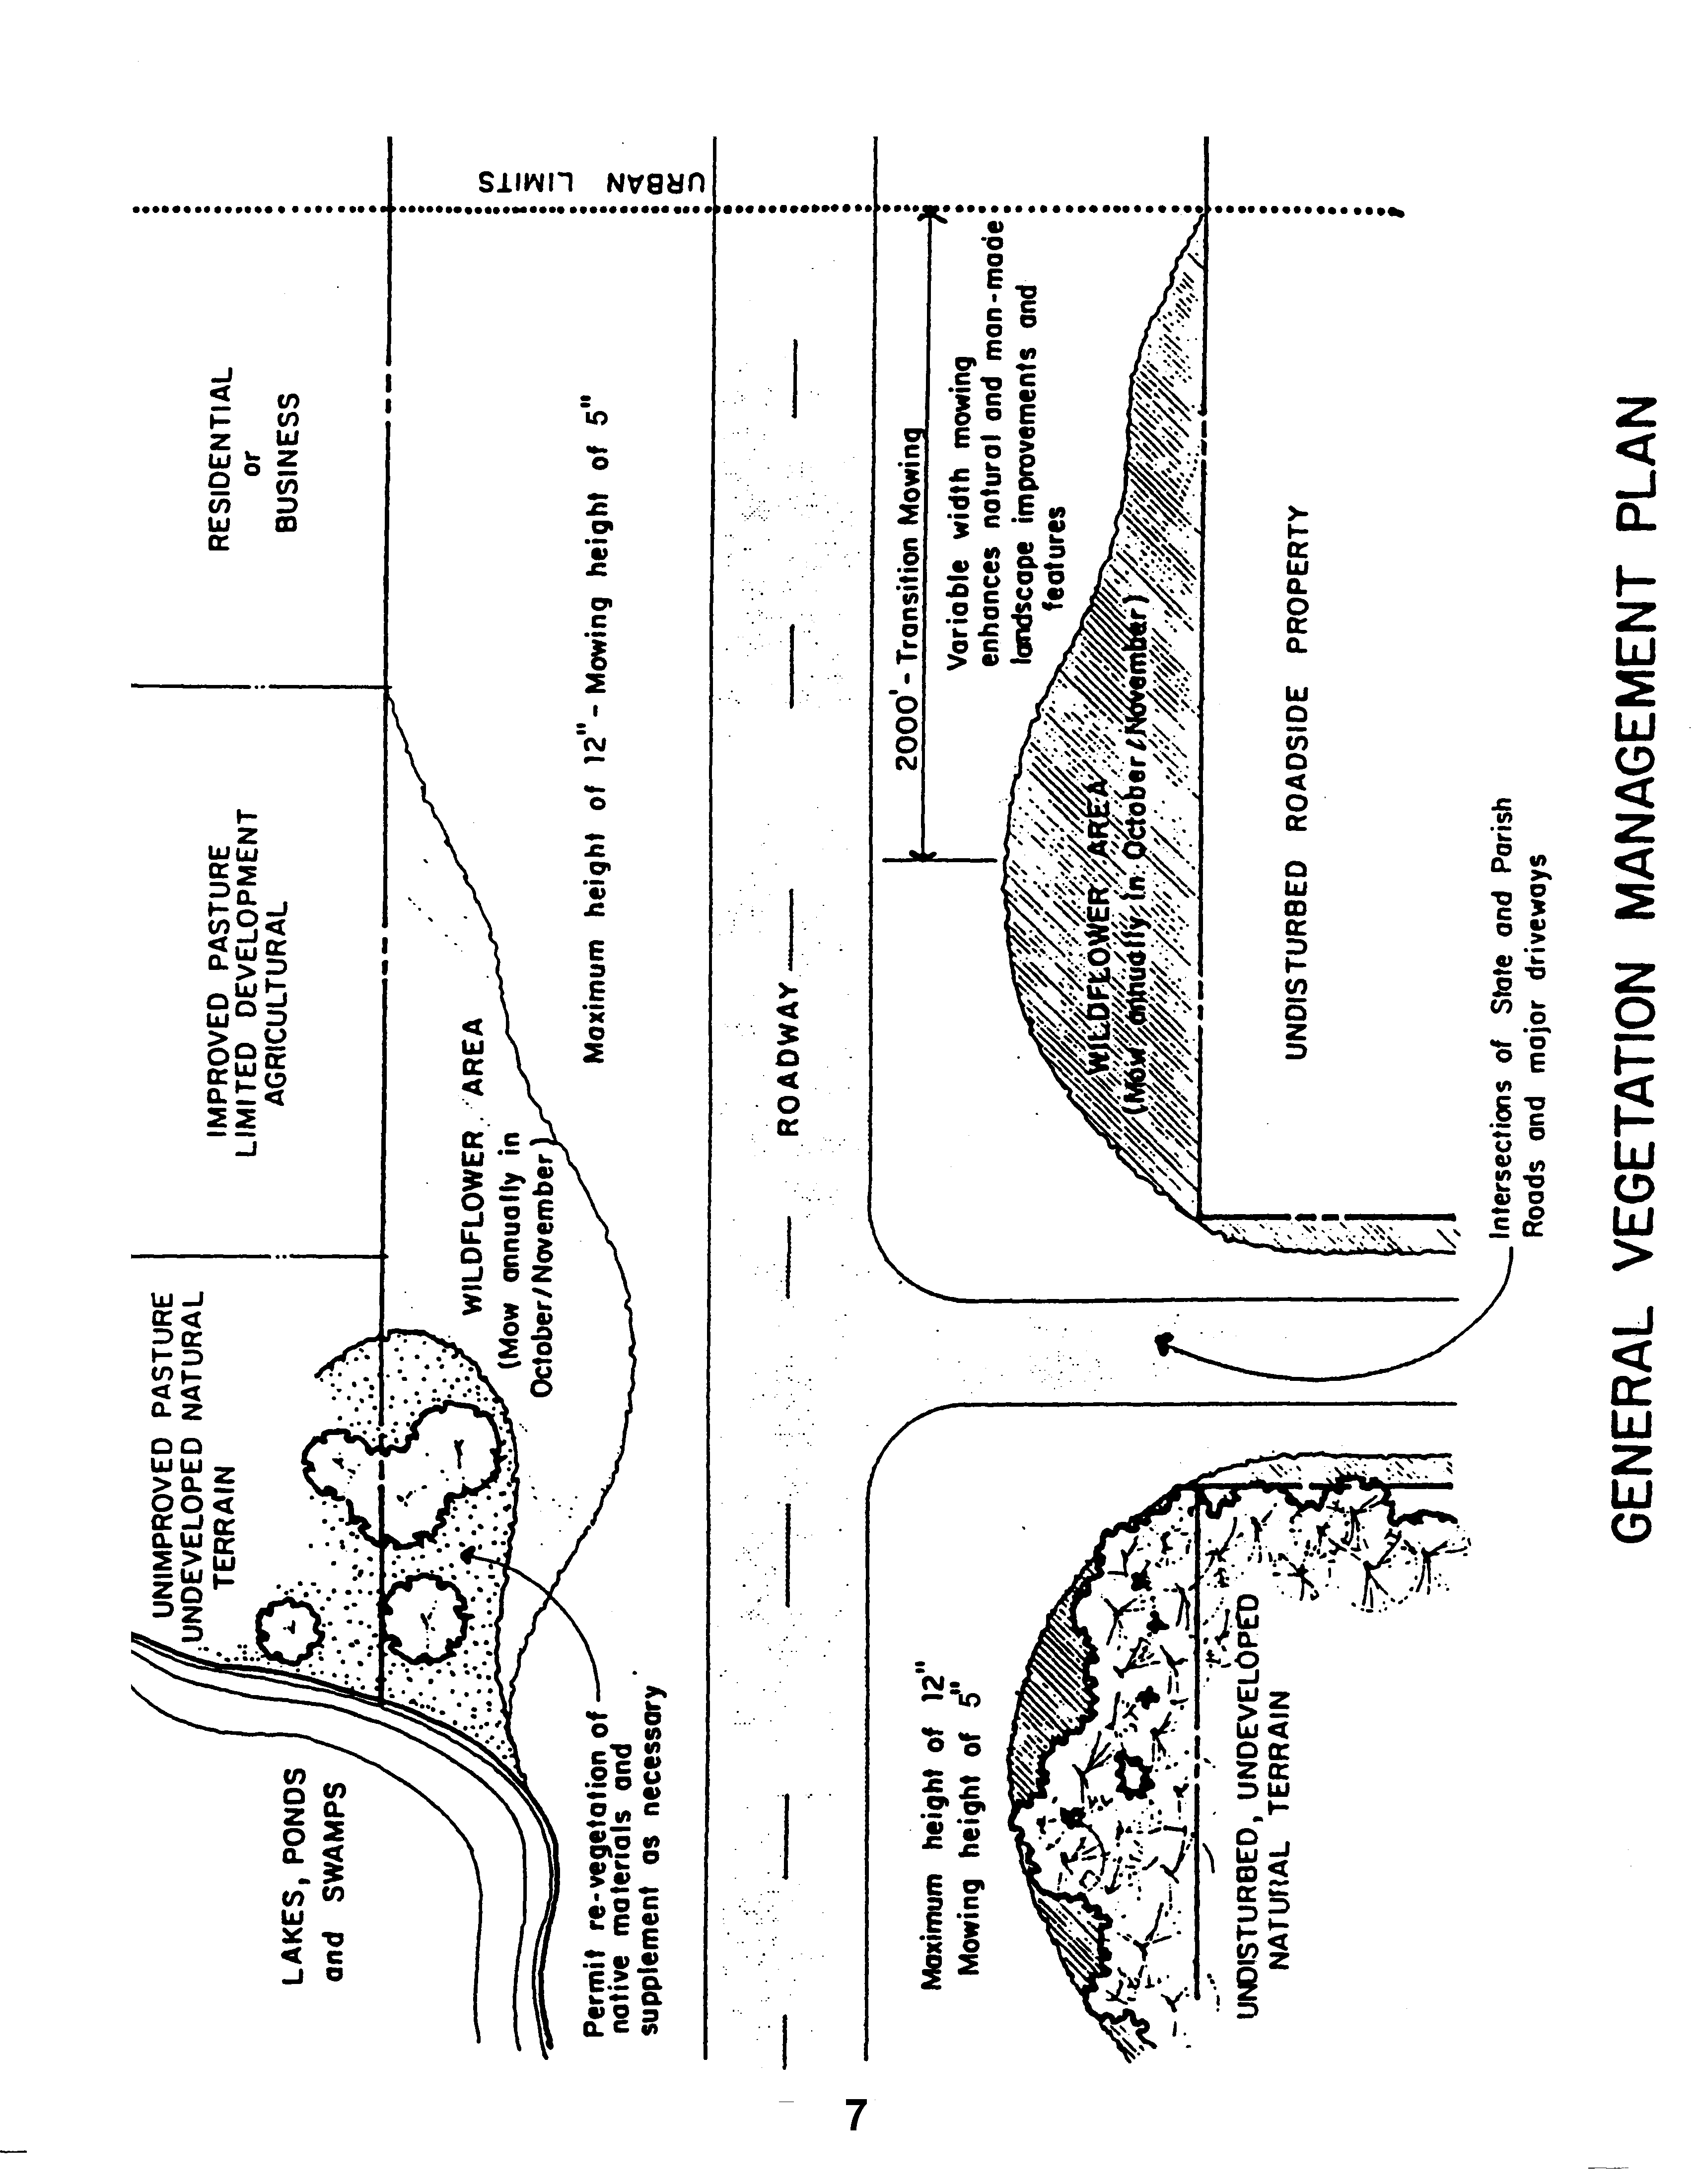 LAKES, PONDS
and SWAMPS
UNIMPROVED PASTURE
UNDEVELOPED NATURAL
TERRAIN
IMPROVED PASTURE
LIMITED DEVELOPMENT
AGRICULTURAL
RESIDENTIAL
or
BUSINESS
URBAN LIMITS
WILDFLOWER AREA
(Mow annually in
October/November)
Permit re-vegetation of
native materials and
supplement as necessary
Maximum height of 12" - Mowing height of 5"
ROADWAY
Maximum height of 12"
Mowing height of 5"
2000' - Transition Mowing
Variable width mowing
enhances natural and man-made
landscape improvements and
features
WILDFLOWER AREA
(Mow annually in October/November)
UNDISTURBED, UNDEVELOPED
NATURAL TERRAIN
UNDISTURBED ROADSIDE PROPERTY
Intersections of State and Parish
Roads and major driveways
GENERAL VEGETATION MANAGEMENT PLAN
7